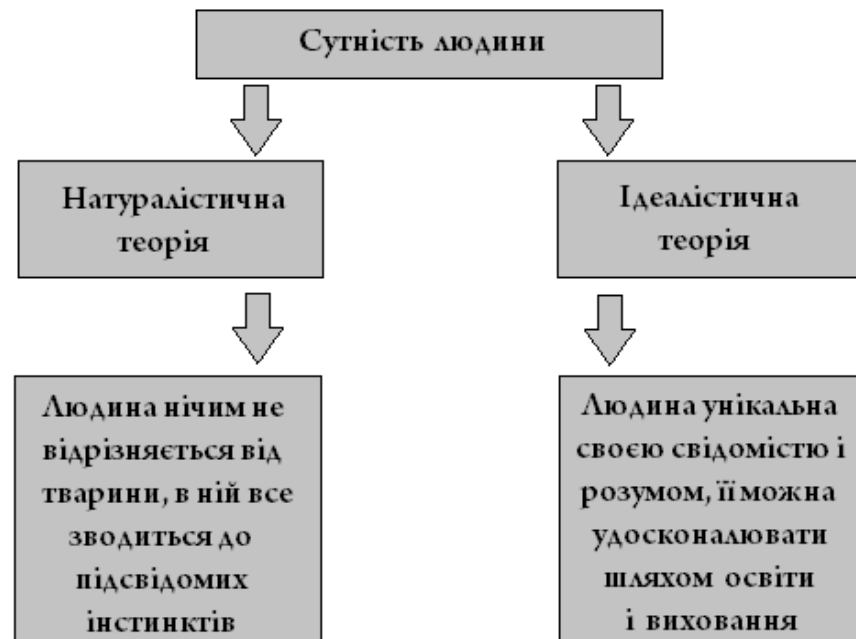 Сутність людини
Натуралістична
теорія
Ідеалістична
теорія
Людина нічим не
відрізняється від
тварини, в ній все
зводиться до
підсвідомих
інстинктів
Людина унікальна
своєю свідомістю і
розумом, її можна
удосконалювати
шляхом освіти
і виховання